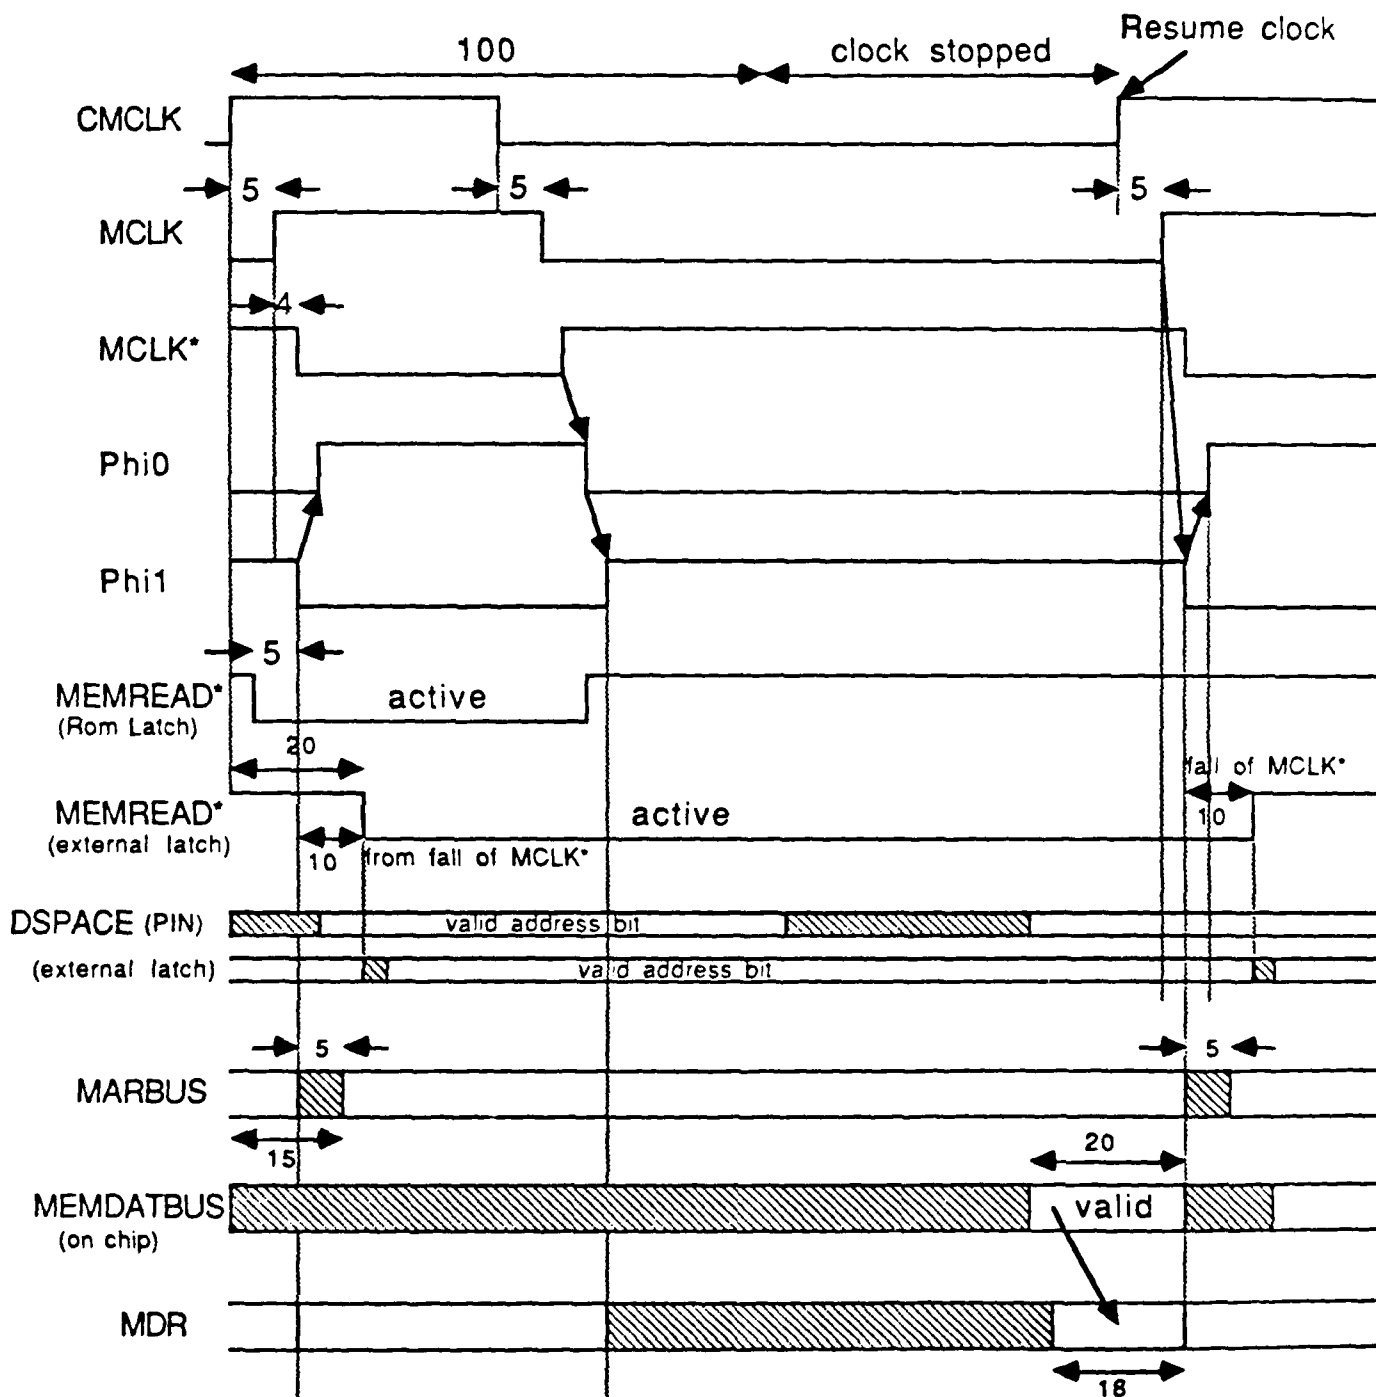 Resume clock
100
clock stopped
CMCLK
5
5
5
MCLK
4
MCLK*
Phi0
Phi1
5
MEMREAD*
active
(Rom Latch)
20
fall of MCLK*
MEMREAD*
active
10
(external latch)
10
from fall of MCLK*
DSPACE (PIN)
valid address bit
(external latch)
valid address bit
5
5
MARBUS
15
20
MEMDATBUS
valid
(on chip)
MDR
18